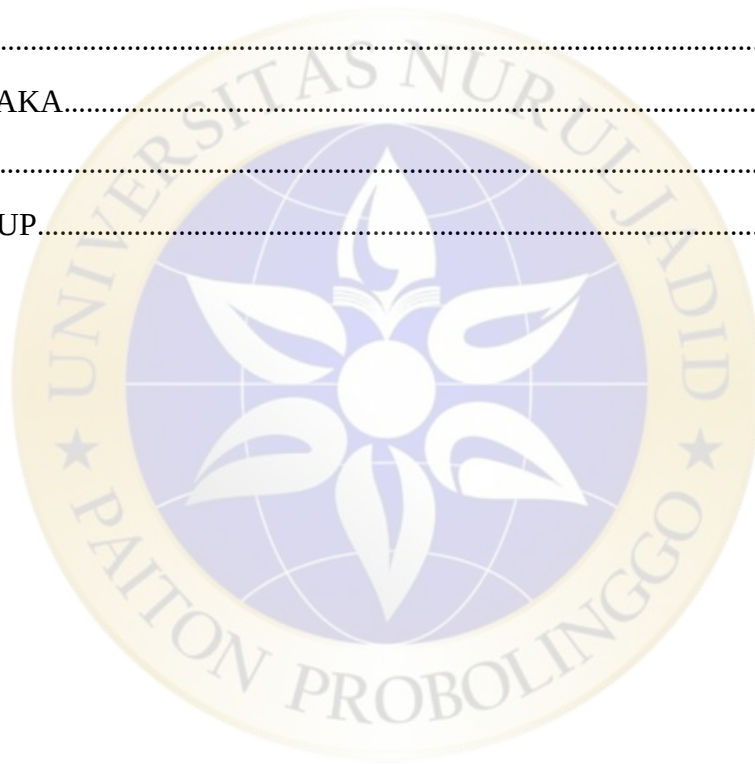 ........................................................................................................
AKA............................................................................................
........................................................................................................
UP................................................................................................
UNIVERSITAS NURUL JADID
★ PAITON PROBOLINGGO ★